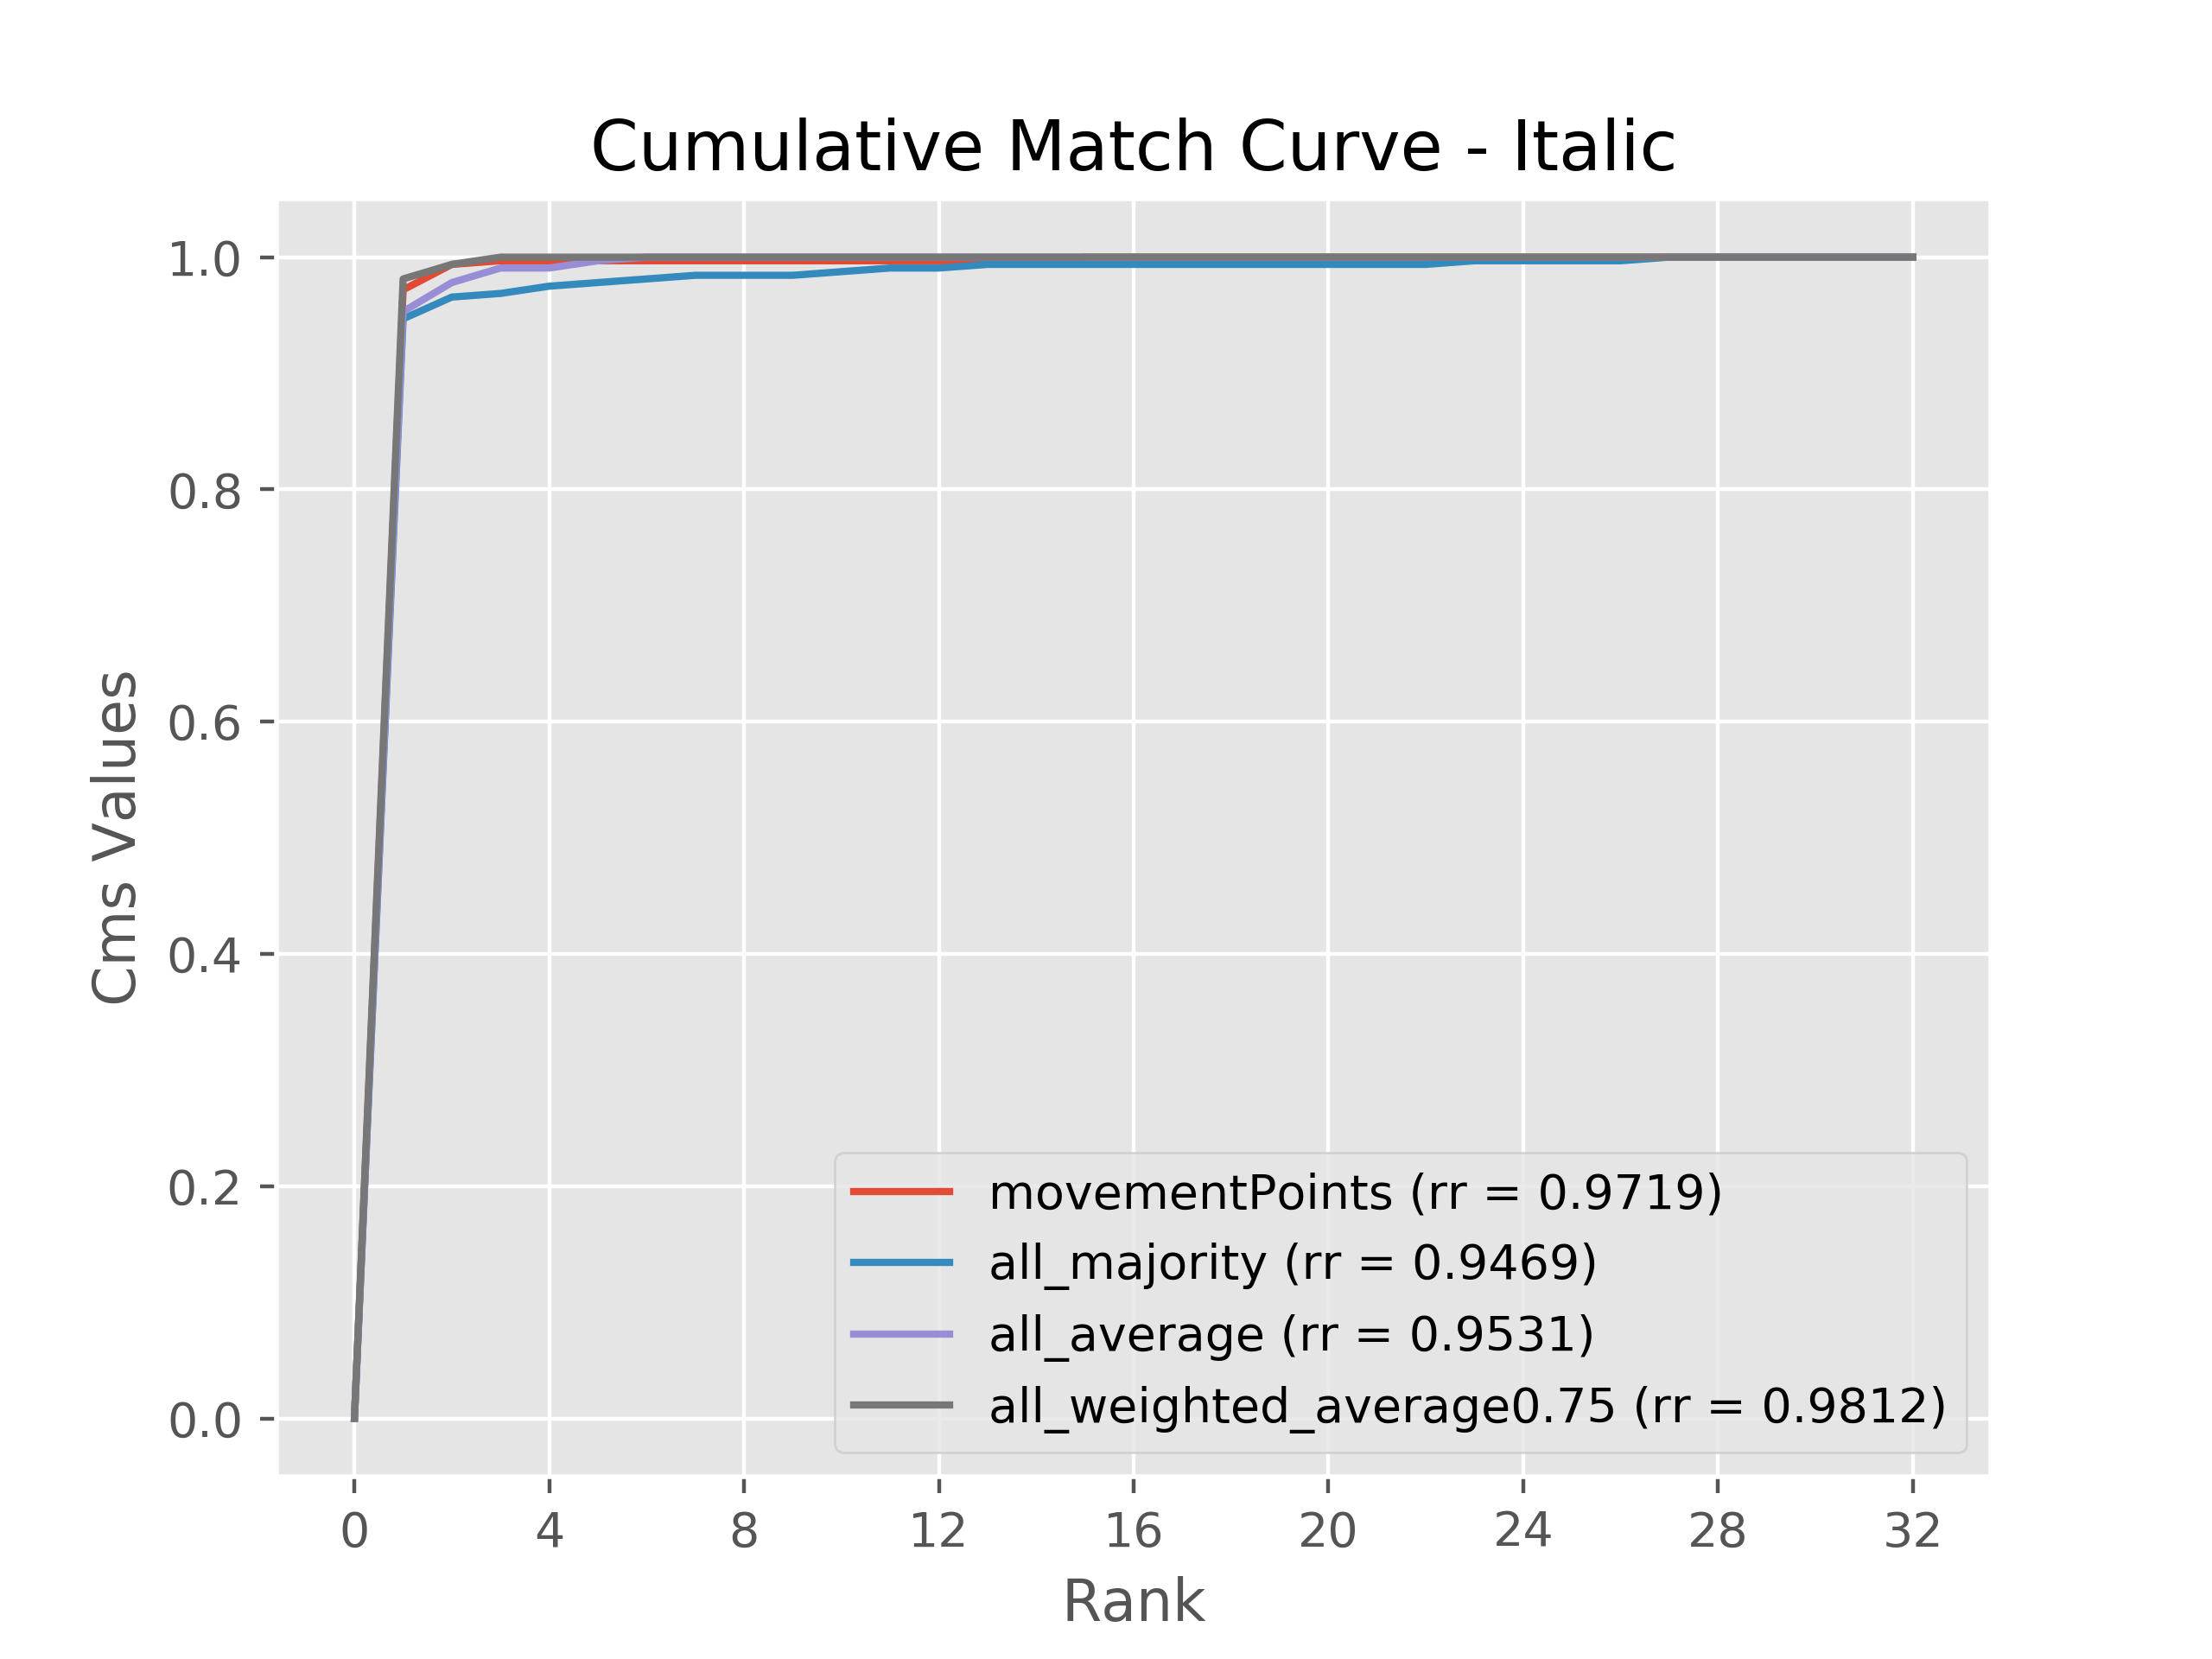 Cumulative Match Curve - Italic
1.0
0.8
0.6
0.4
0.2
0.0
Cms Values
movementPoints (rr = 0.9719)
all_majority (rr = 0.9469)
all_average (rr = 0.9531)
all_weighted_average0.75 (rr = 0.9812)
0 4 8 12 16 20 24 28 32
Rank